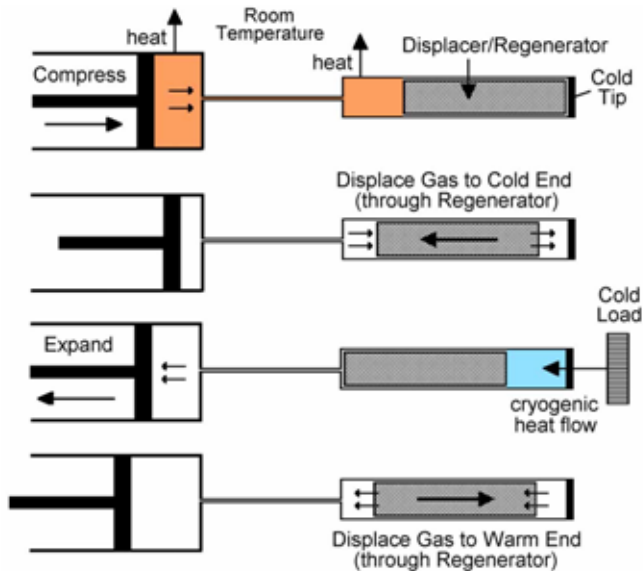 Room
Temperature
heat
Compress
heat
Displacer/Regenerator
Cold
Tip
Displace Gas to Cold End
(through Regenerator)
Cold
Load
Expand
cryogenic
heat flow
Displace Gas to Warm End
(through Regenerator)